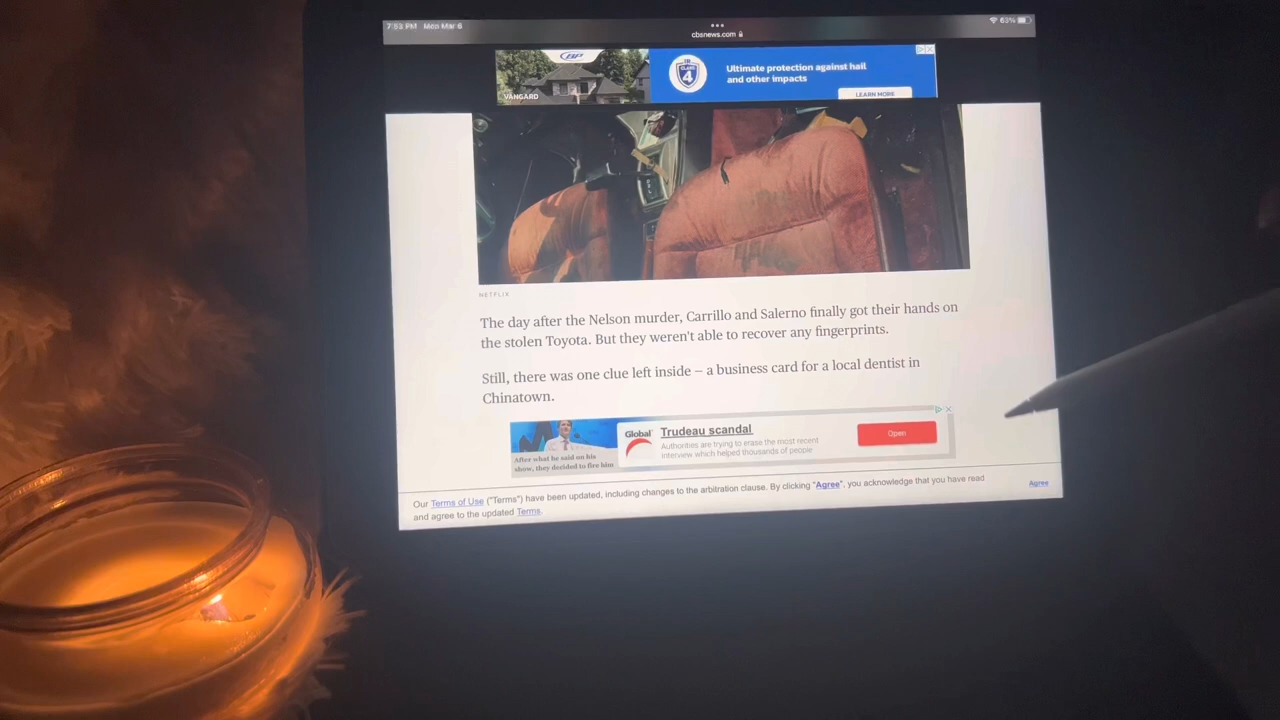 7:53 PM Mon Mar 6
cbsnews.com
63%
BP
VANGARD
IR
CLASS
4
Ultimate protection against hail
and other impacts
LEARN MORE
NETFLIX
The day after the Nelson murder, Carrillo and Salerno finally got their hands on
the stolen Toyota. But they weren't able to recover any fingerprints.
Still, there was one clue left inside – a business card for a local dentist in
Chinatown.
After what he said on his
show, they decided to fire him
Global
Trudeau scandal
Authorities are trying to erase the most recent
interview which helped thousands of people
Open
Our Terms of Use ("Terms") have been updated, including changes to the arbitration clause. By clicking "Agree", you acknowledge that you have read
and agree to the updated Terms.
Agree